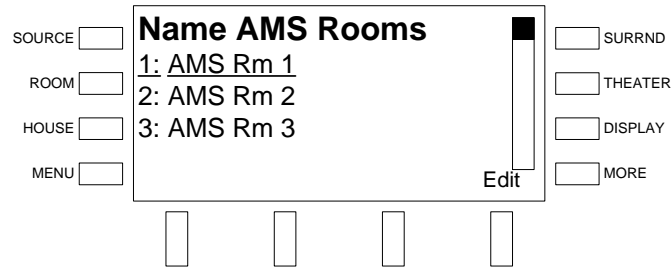 Name AMS Rooms
SOURCE
SURRND
1: AMS Rm 1
ROOM
THEATER
2: AMS Rm 2
HOUSE
3: AMS Rm 3
DISPLAY
MENU
Edit
MORE